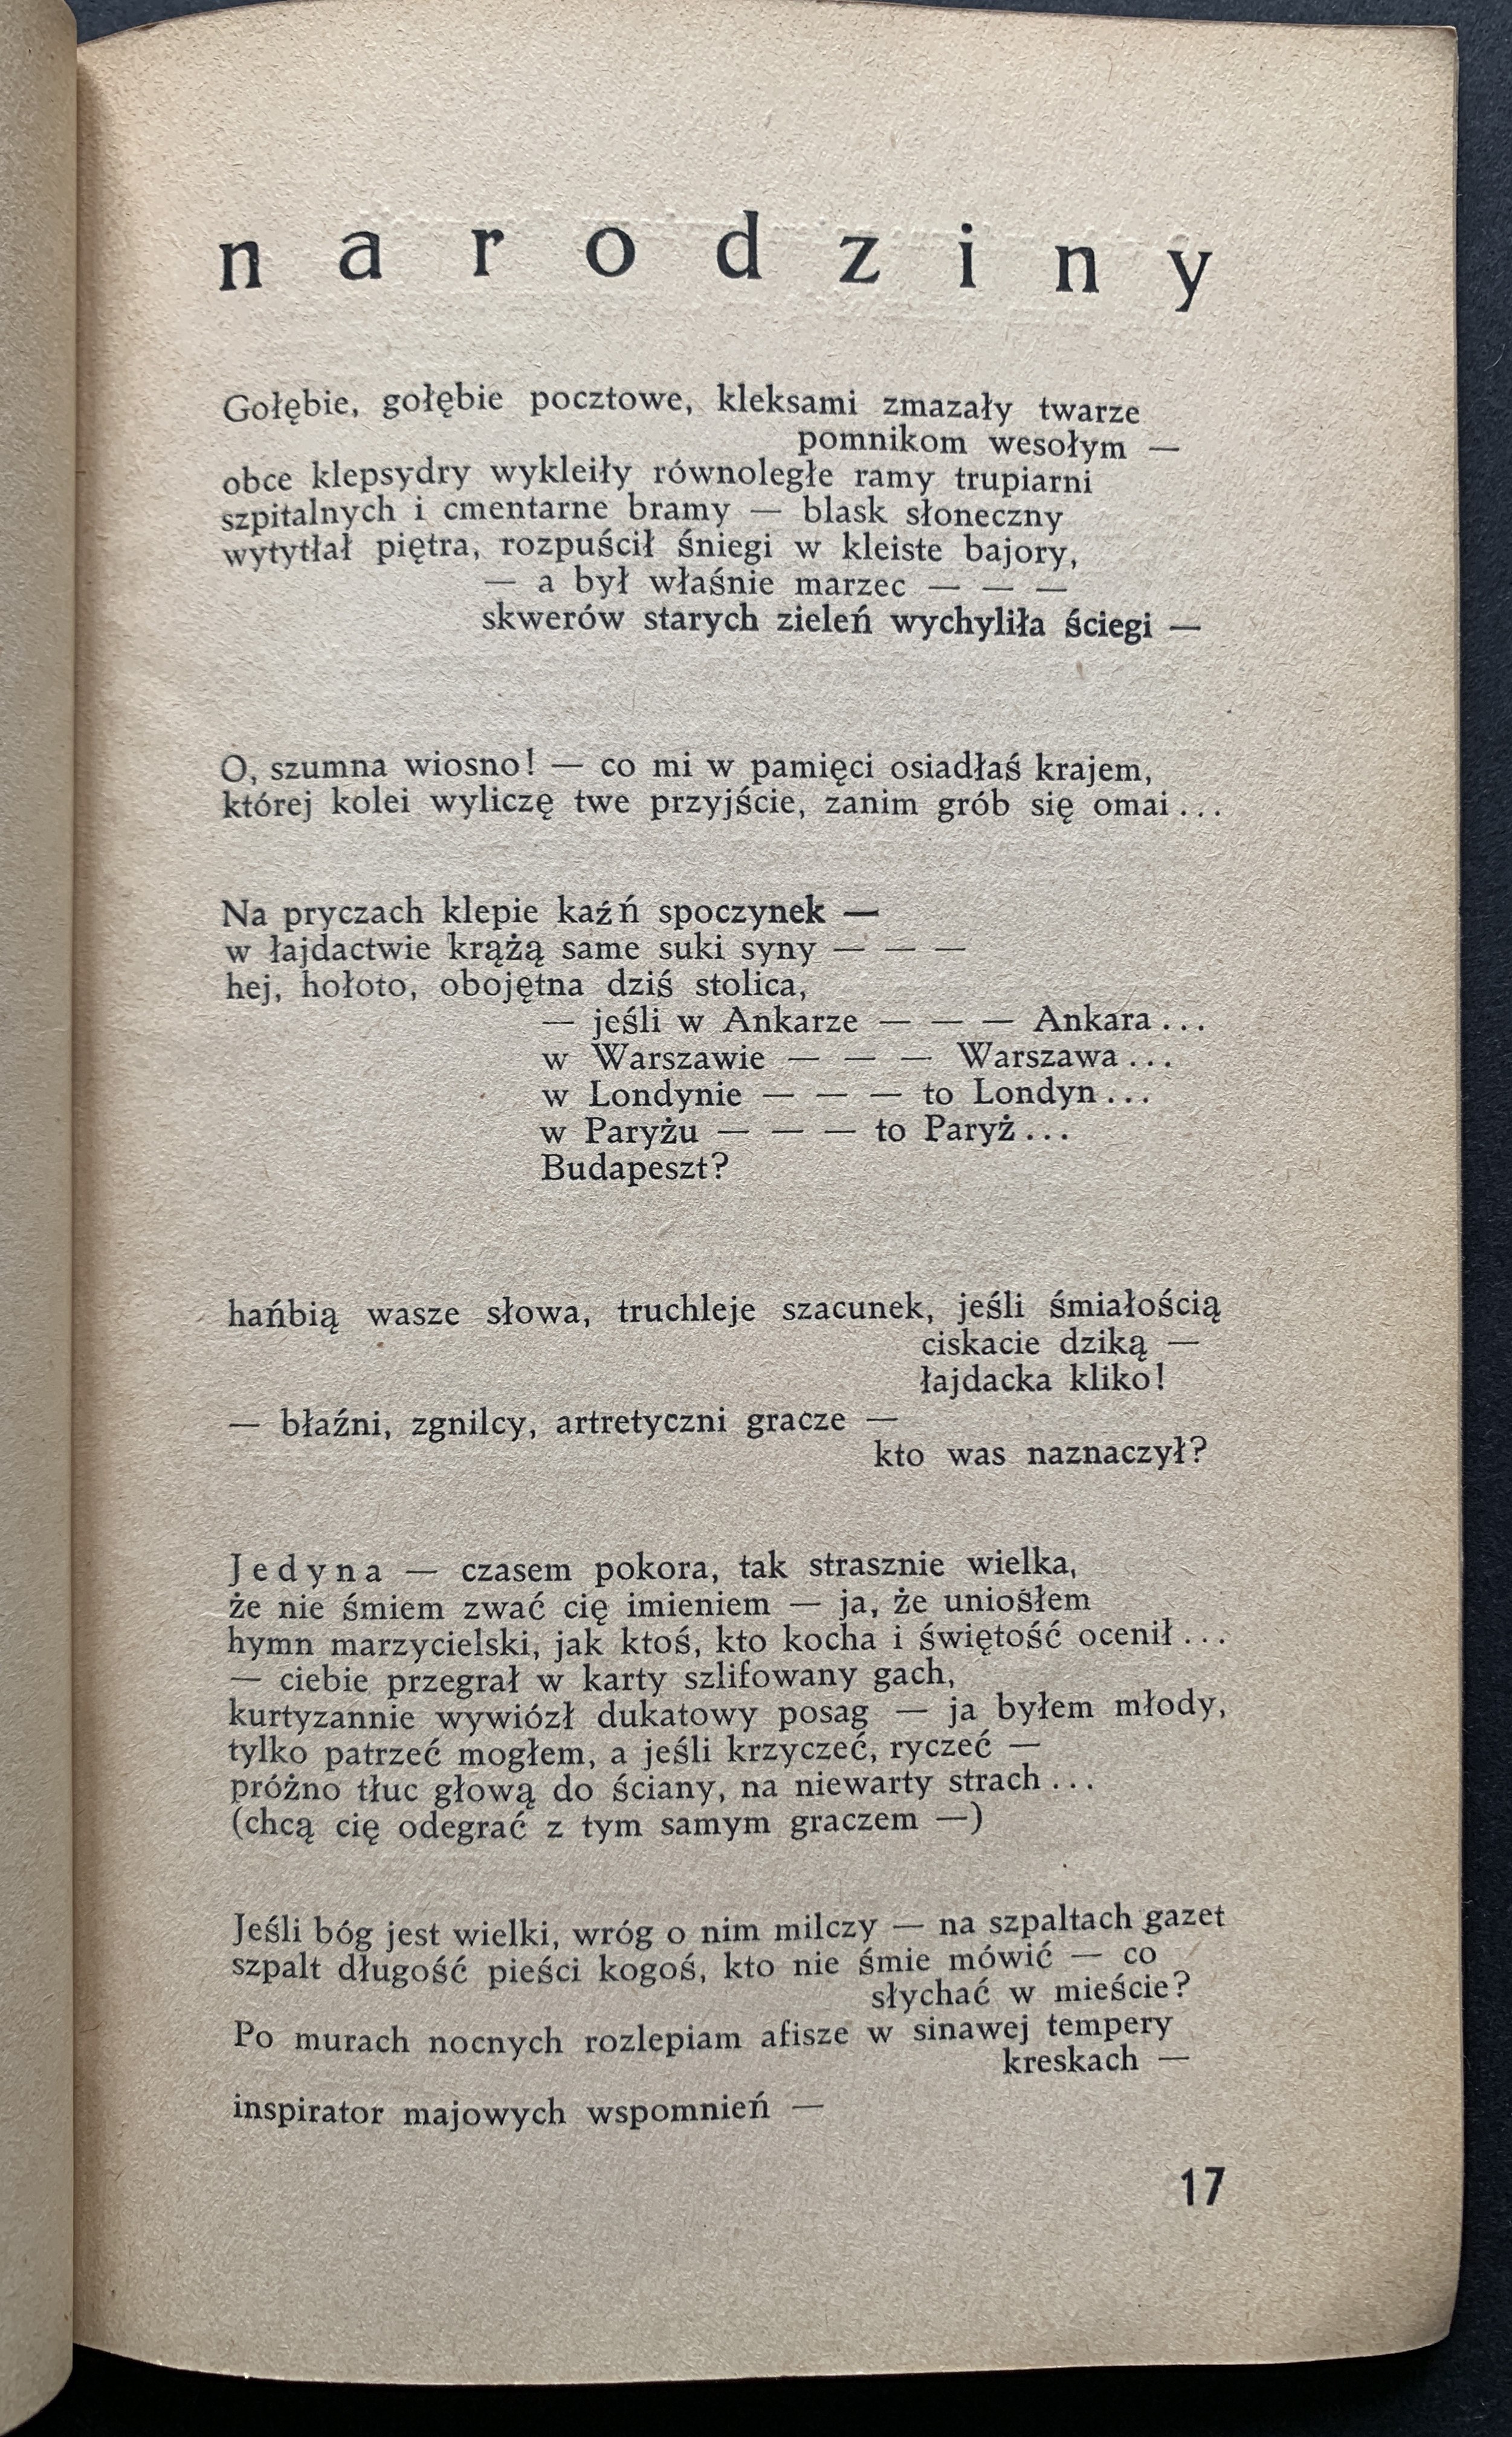 narodziny
Gołębie, gołębie pocztowe, kleksami zmazały twarze
pomnikom wesołym —
obce klepsydry wykleiły równoległe ramy trupiarni
szpitalnych i cmentarne bramy — blask słoneczny
wytytłał piętra, rozpuścił śniegi w kleiste bajory,
— a był właśnie marzec — — —
skwerów starych zieleń wychyliła ściegi —
O, szumna wiosno! — co mi w pamięci osiadłaś krajem,
której kolei wyliczę twe przyjście, zanim grób się omai...
Na pryczach klepie kaźń spoczynek —
w łajdactwie krążą same suki syny — — —
hej, hołoto, obojętna dziś stolica,
— jeśli w Ankarze — — — Ankara...
w Warszawie — — — Warszawa...
w Londynie — — — to Londyn...
w Paryżu — — — to Paryż...
Budapeszt?
hańbią wasze słowa, truchleje szacunek, jeśli śmiałością
ciskacie dziką —
łajdacka kliko!
— błaźni, zgnilcy, artretyczni gracze —
kto was naznaczył?
Jedyna — czasem pokora, tak strasznie wielka,
że nie śmiem zwać cię imieniem — ja, że uniosłem
hymn marzycielski, jak ktoś, kto kocha i świętość ocenił...
— ciebie przegrał w karty szlifowany gach,
kurtyzannie wywiózł dukatowy posag — ja byłem młody,
tylko patrzeć mogłem, a jeśli krzyczeć, ryczeć —
próżno tłuc głową do ściany, na niewarty strach...
(chcą cię odegrać z tym samym graczem —)
Jeśli bóg jest wielki, wróg o nim milczy — na szpaltach gazet
szpalt długość pieści kogoś, kto nie śmie mówić — co
słychać w mieście?
Po murach nocnych rozlepiam afisze w sinawej tempery
kreskach —
inspirator majowych wspomnień —
17